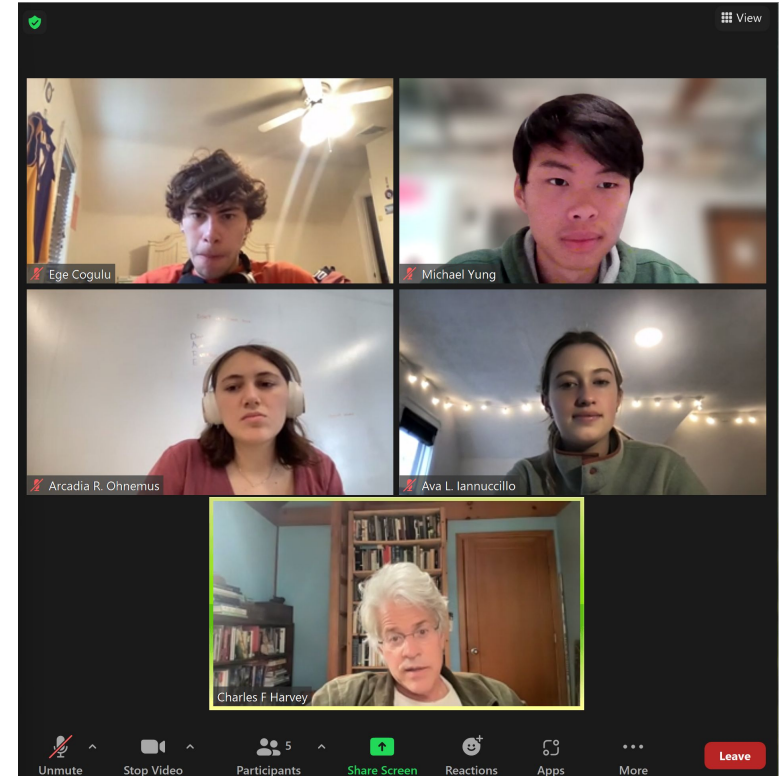 View
Ege Cogulu
Michael Yung
Arcadia R. Ohnemus
Ava L. Iannuccillo
Charles F Harvey
5
Unmute
Stop Video
Participants
Share Screen
Reactions
Apps
More
Leave